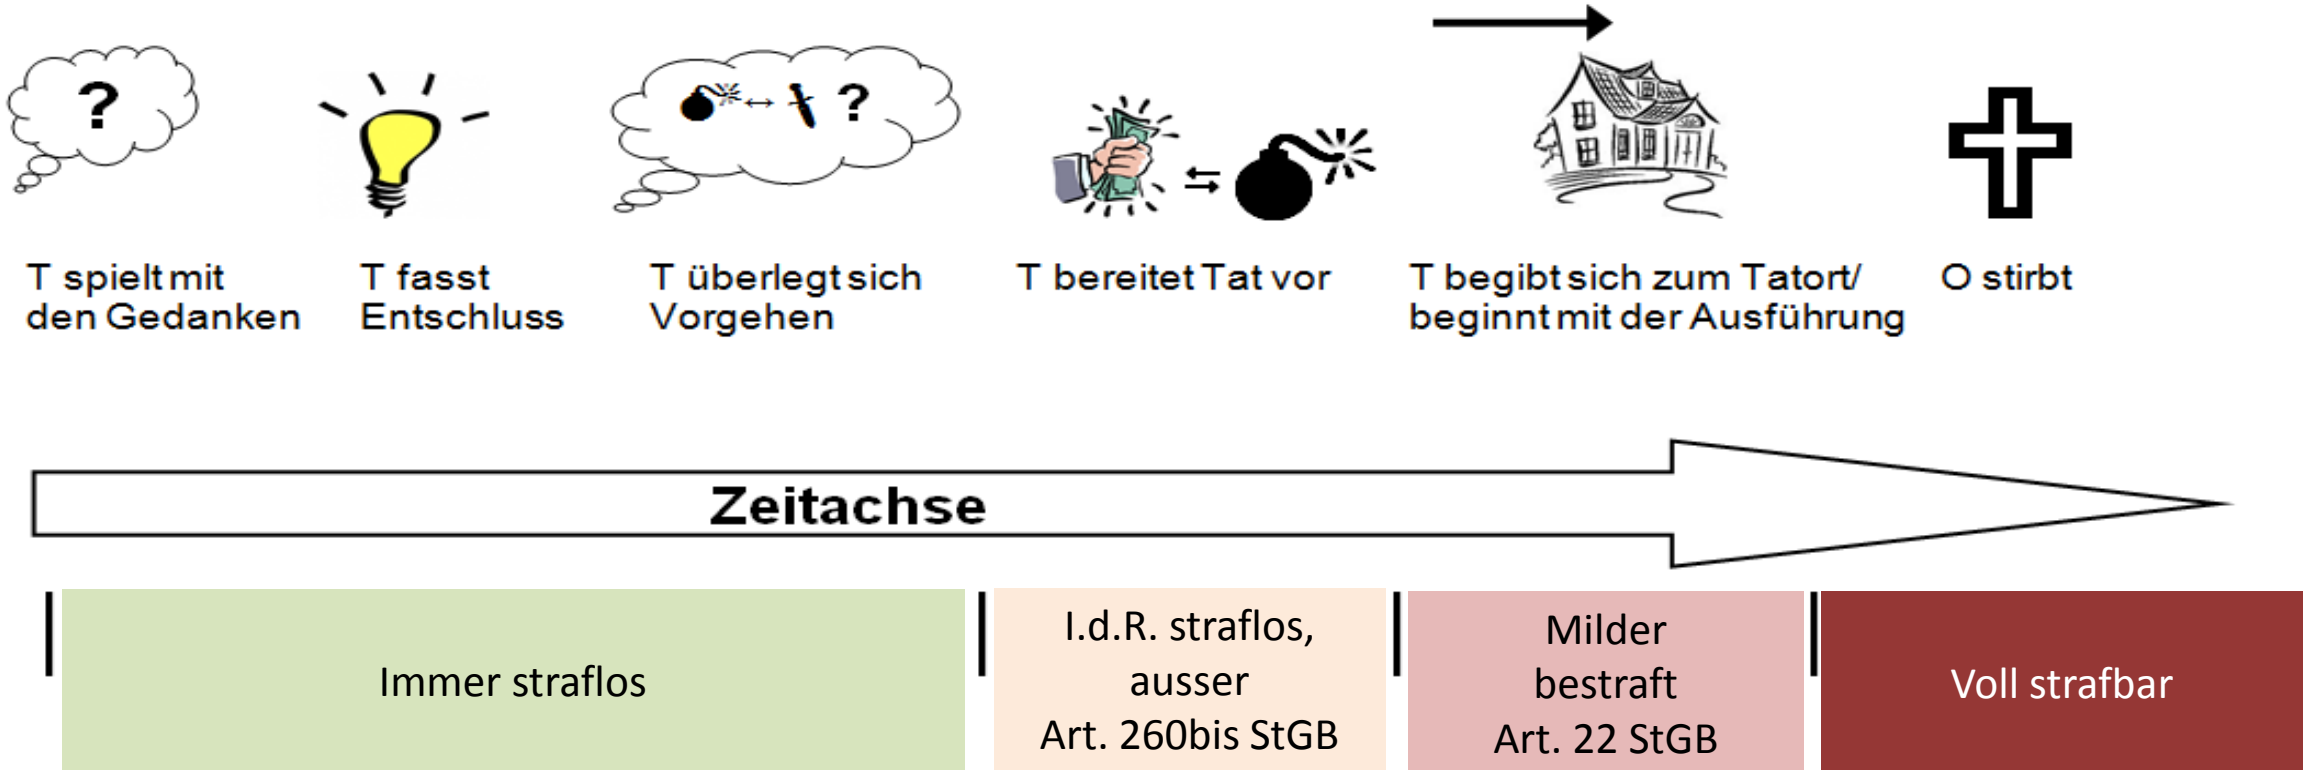 ?
?
T spielt mit
den Gedanken
T fasst
Entschluss
T überlegt sich
Vorgehen
T bereitet Tat vor
T begibt sich zum Tatort/
beginnt mit der Ausführung
O stirbt
Zeitachse
Immer straflos
I.d.R. straflos,
ausser
Art. 260bis StGB
Milder
bestraft
Art. 22 StGB
Voll strafbar